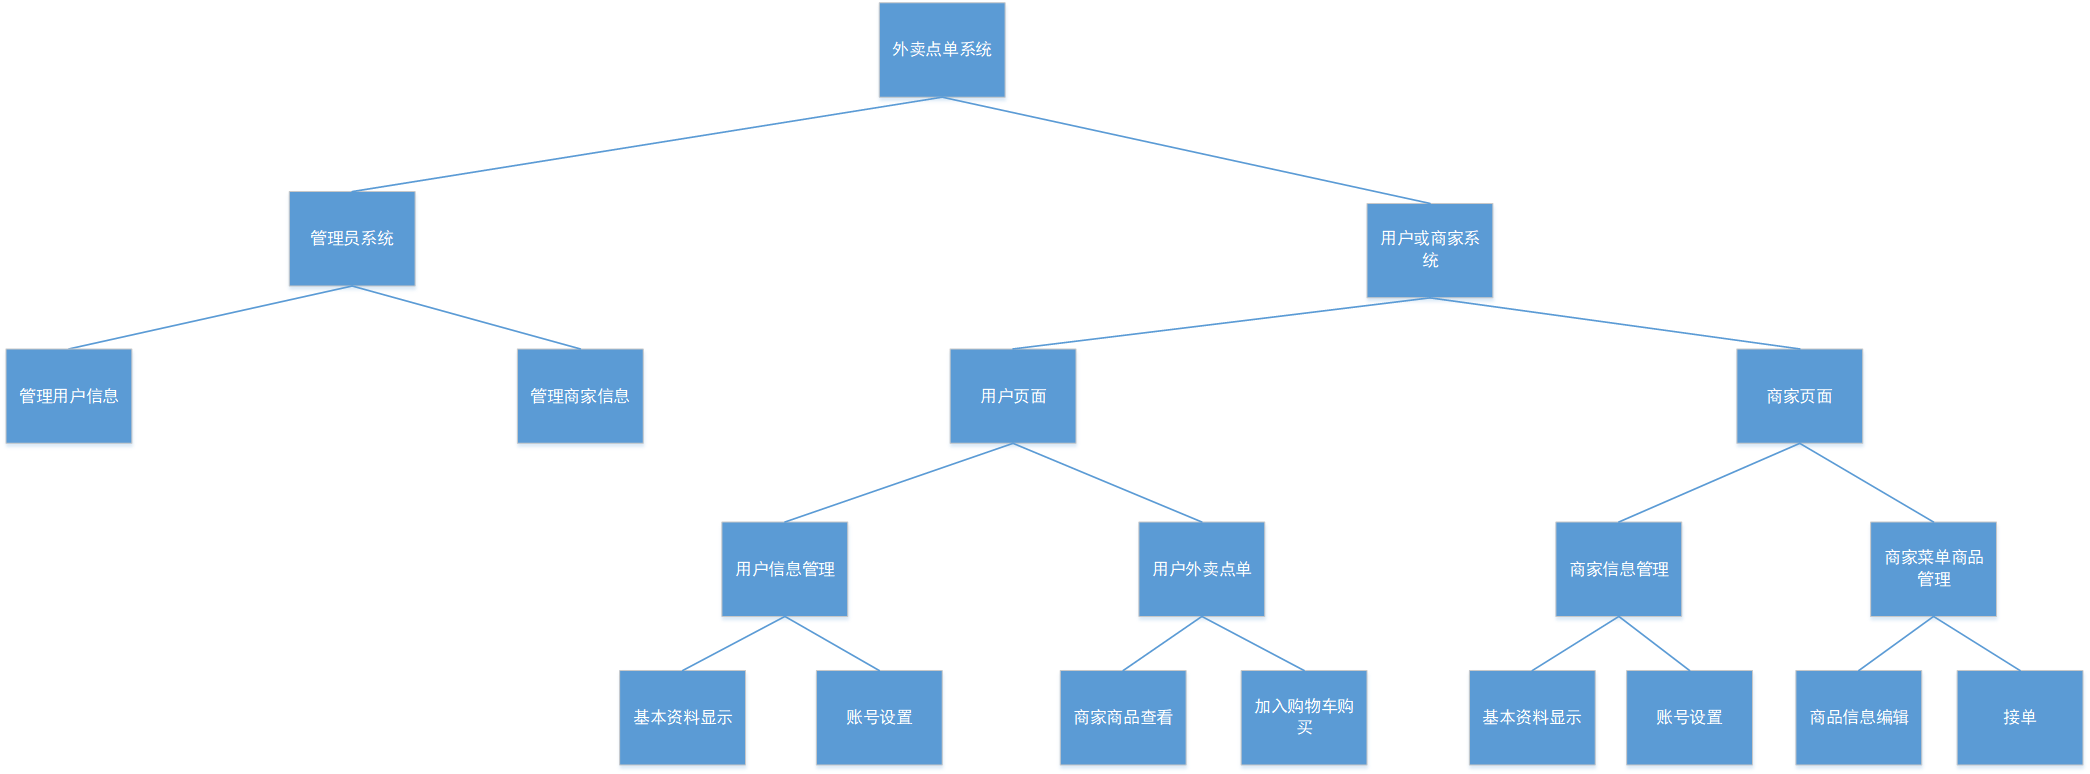 外卖点单系统
管理员系统
用户或商家系
统
管理用户信息
管理商家信息
用户页面
商家页面
用户信息管理
用户外卖点单
商家信息管理
商家菜单商品
管理
基本资料显示
账号设置
商家商品查看
加入购物车购
买
基本资料显示
账号设置
商品信息编辑
接单